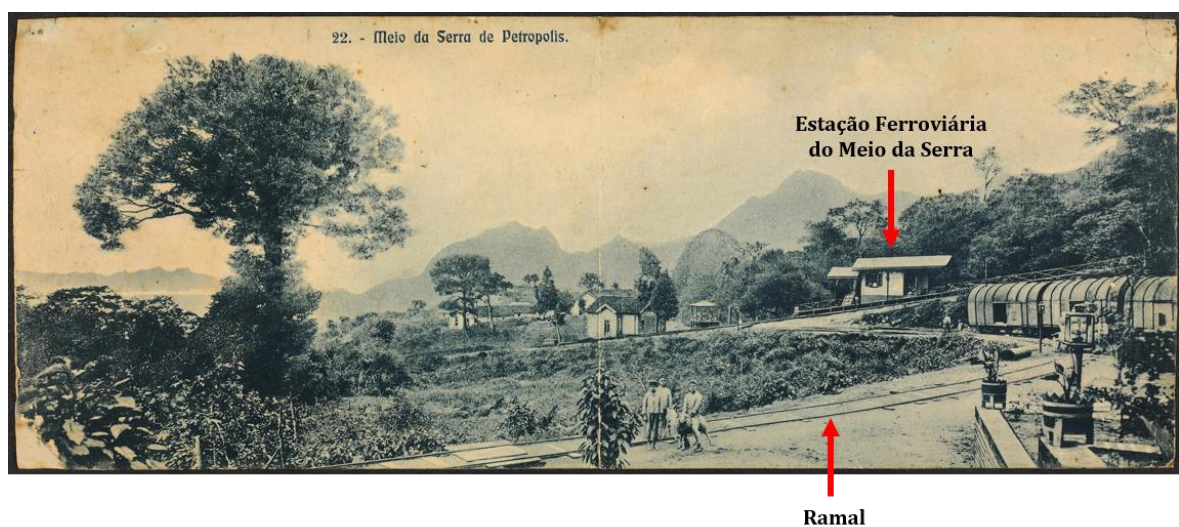 22. - Meio da Serra de Petropolis.
Estação Ferroviária
do Meio da Serra
Ramal